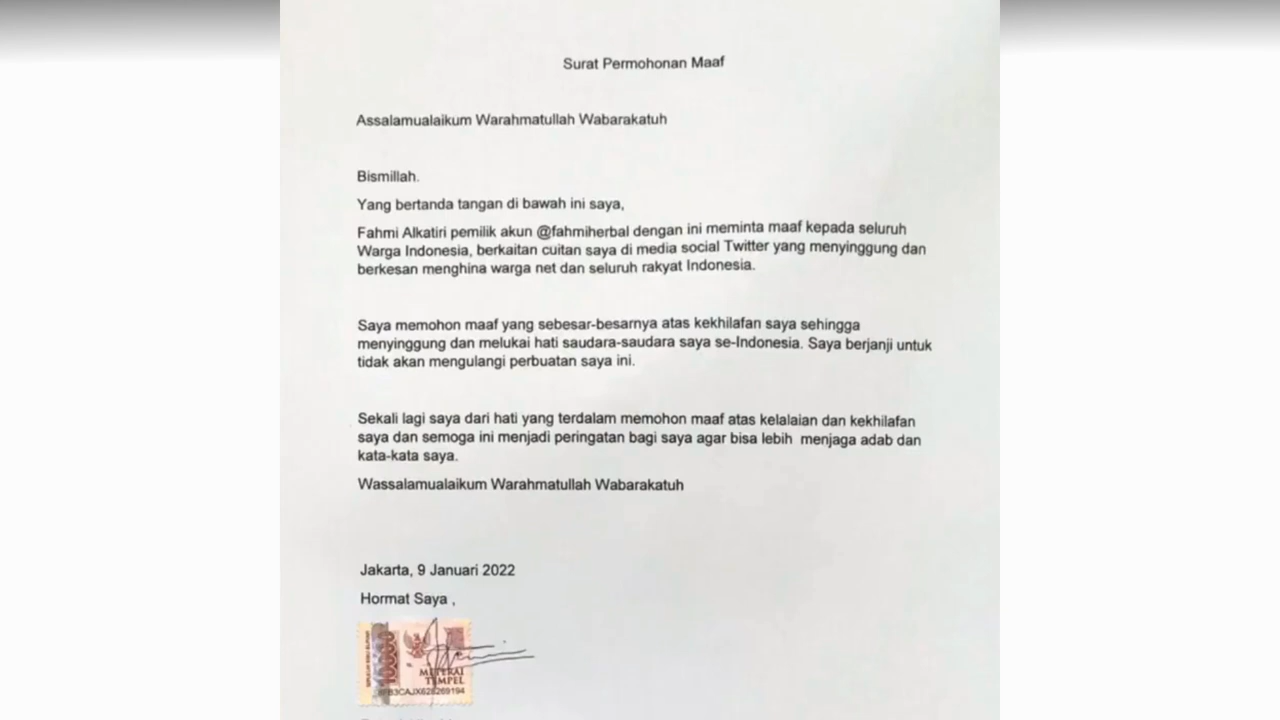 Surat Permohonan Maaf
Assalamualaikum Warahmatullah Wabarakatuh
Bismillah.
Yang bertanda tangan di bawah ini saya,
Fahmi Alkatiri pemilik akun @fahmiherbal dengan ini meminta maaf kepada seluruh
Warga Indonesia, berkaitan cuitan saya di media social Twitter yang menyinggung dan
berkesan menghina warga net dan seluruh rakyat Indonesia.
Saya memohon maaf yang sebesar-besarnya atas kekhilafan saya sehingga
menyinggung dan melukai hati saudara-saudara saya se-Indonesia. Saya berjanji untuk
tidak akan mengulangi perbuatan saya ini.
Sekali lagi saya dari hati yang terdalam memohon maaf atas kelalaian dan kekhilafan
saya dan semoga ini menjadi peringatan bagi saya agar bisa lebih menjaga adab dan
kata-kata saya.
Wassalamualaikum Warahmatullah Wabarakatuh
Jakarta, 9 Januari 2022
Hormat Saya ,
10000
METERAI
TEMPEL